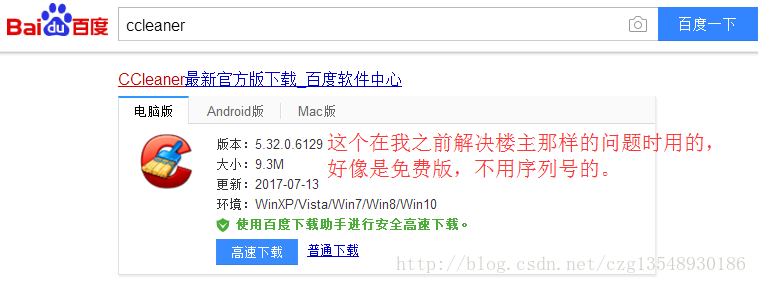 Bai du 百度
ccleaner
百度一下
CCleaner最新官方版下载_百度软件中心
电脑版
Android版
Mac版
版本：5.32.0.6129
这个在我之前解决楼主那样的问题时用的，
大小：9.3M
好像是免费版，不用序列号的。
更新：2017-07-13
环境：WinXP/Vista/Win7/Win8/Win10
使用百度下载助手进行安全高速下载。
高速下载
普通下载
http://blog.csdn.net/czg13548930186